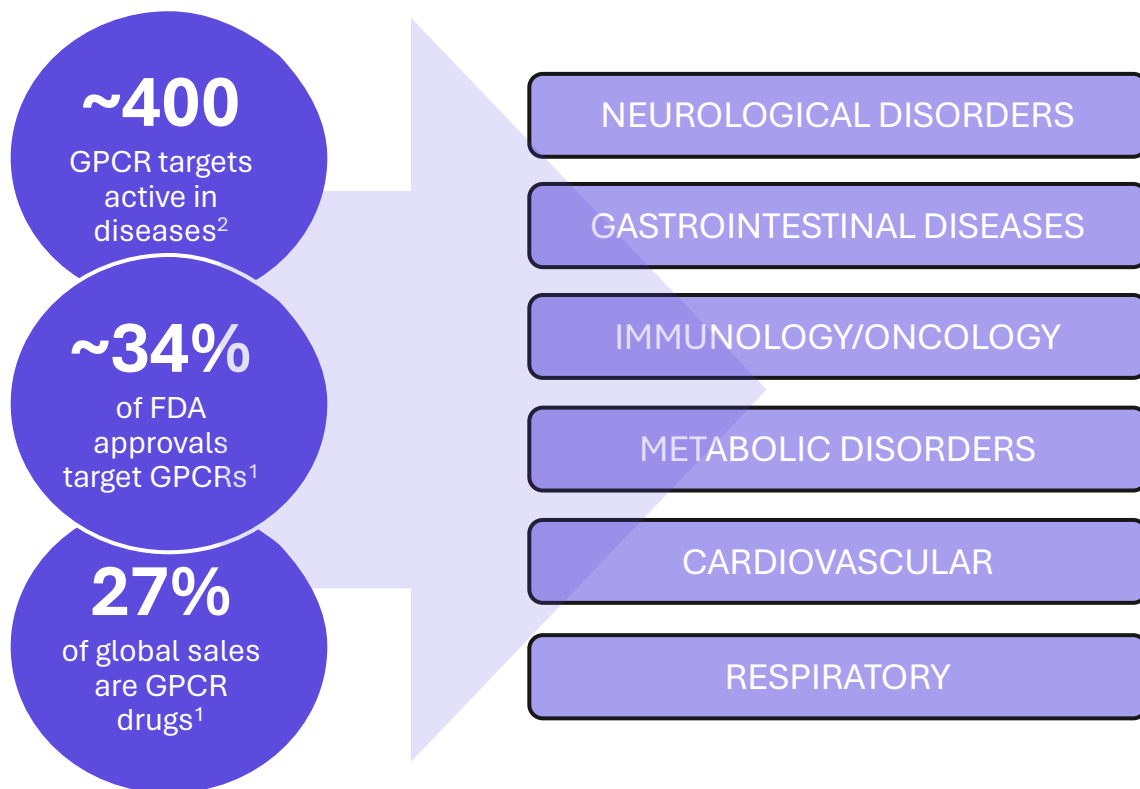 ~400
GPCR targets
active in
diseases²
~34%
of FDA
approvals
target GPCRs¹
27%
of global sales
are GPCR
drugs¹
NEUROLOGICAL DISORDERS
GASTROINTESTINAL DISEASES
IMMUNOLOGY/ONCOLOGY
METABOLIC DISORDERS
CARDIOVASCULAR
RESPIRATORY